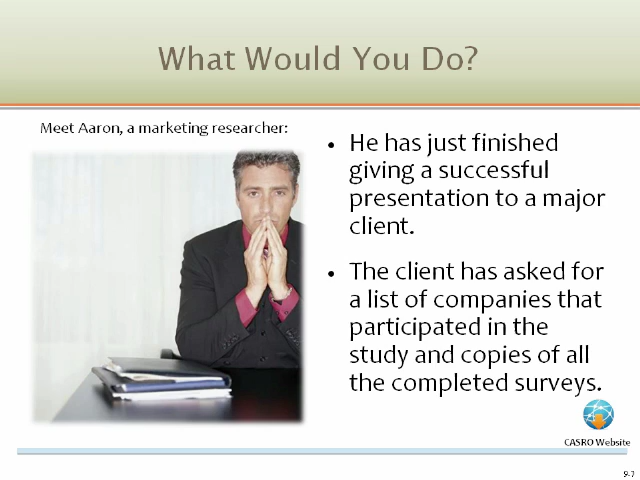 What Would You Do?
Meet Aaron, a marketing researcher:
• He has just finished
giving a successful
presentation to a major
client.
• The client has asked for
a list of companies that
participated in the
study and copies of all
the completed surveys.
CASRO Website
9-7